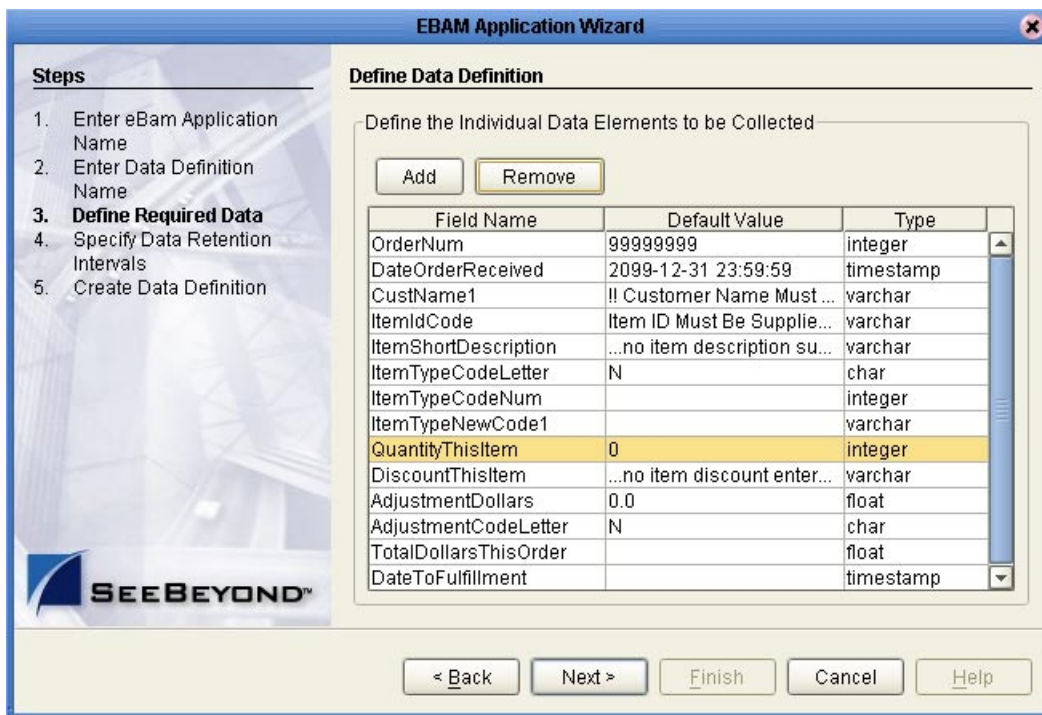 EBAM Application Wizard
Steps
1. Enter eBam Application
Name
2. Enter Data Definition
Name
3. Define Required Data
4. Specify Data Retention
Intervals
5. Create Data Definition
SEEBEYOND™
Define Data Definition
Define the Individual Data Elements to be Collected
Add Remove
Field Name Default Value Type
OrderNum 99999999 integer
DateOrderReceived 2099-12-31 23:59:59 timestamp
CustName1 !! Customer Name Must ... varchar
ItemIdCode Item ID Must Be Supplie... varchar
ItemShortDescription ...no item description su... varchar
ItemTypeCodeLetter N char
ItemTypeCodeNum integer
ItemTypeNewCode1 varchar
QuantityThisItem 0 integer
DiscountThisItem ...no item discount enter... varchar
AdjustmentDollars 0.0 float
AdjustmentCodeLetter N char
TotalDollarsThisOrder float
DateToFulfillment timestamp
< Back Next > Finish Cancel Help